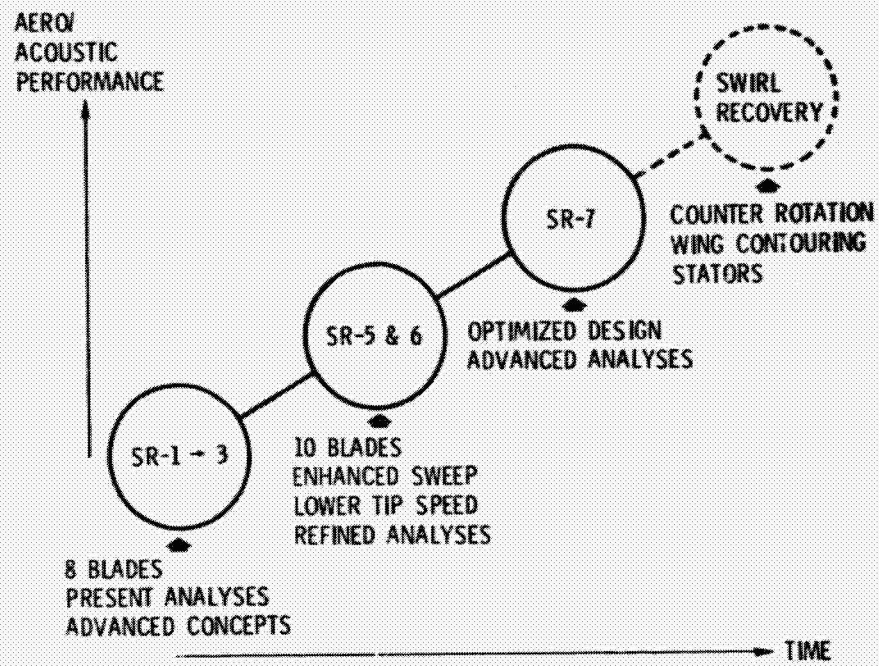 AERO/
ACOUSTIC
PERFORMANCE
SWIRL
RECOVERY
COUNTER ROTATION
WING CONTOURING
STATORS
SR-7
OPTIMIZED DESIGN
ADVANCED ANALYSES
SR-5 & 6
10 BLADES
ENHANCED SWEEP
LOWER TIP SPEED
REFINED ANALYSES
SR-1 → 3
8 BLADES
PRESENT ANALYSES
ADVANCED CONCEPTS
TIME